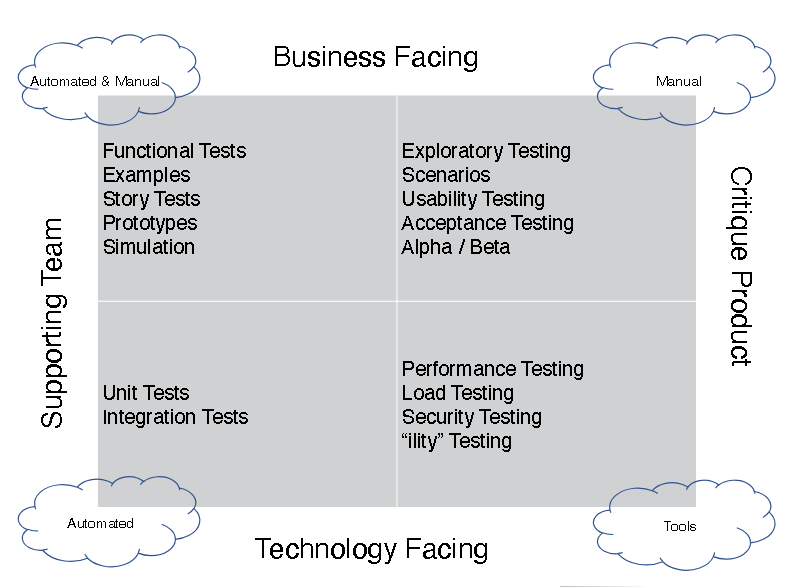 Business Facing
Automated & Manual
Manual
Functional Tests
Examples
Story Tests
Prototypes
Simulation
Exploratory Testing
Scenarios
Usability Testing
Acceptance Testing
Alpha / Beta
Supporting Team
Critique Product
Unit Tests
Integration Tests
Performance Testing
Load Testing
Security Testing
“ility” Testing
Automated
Tools
Technology Facing